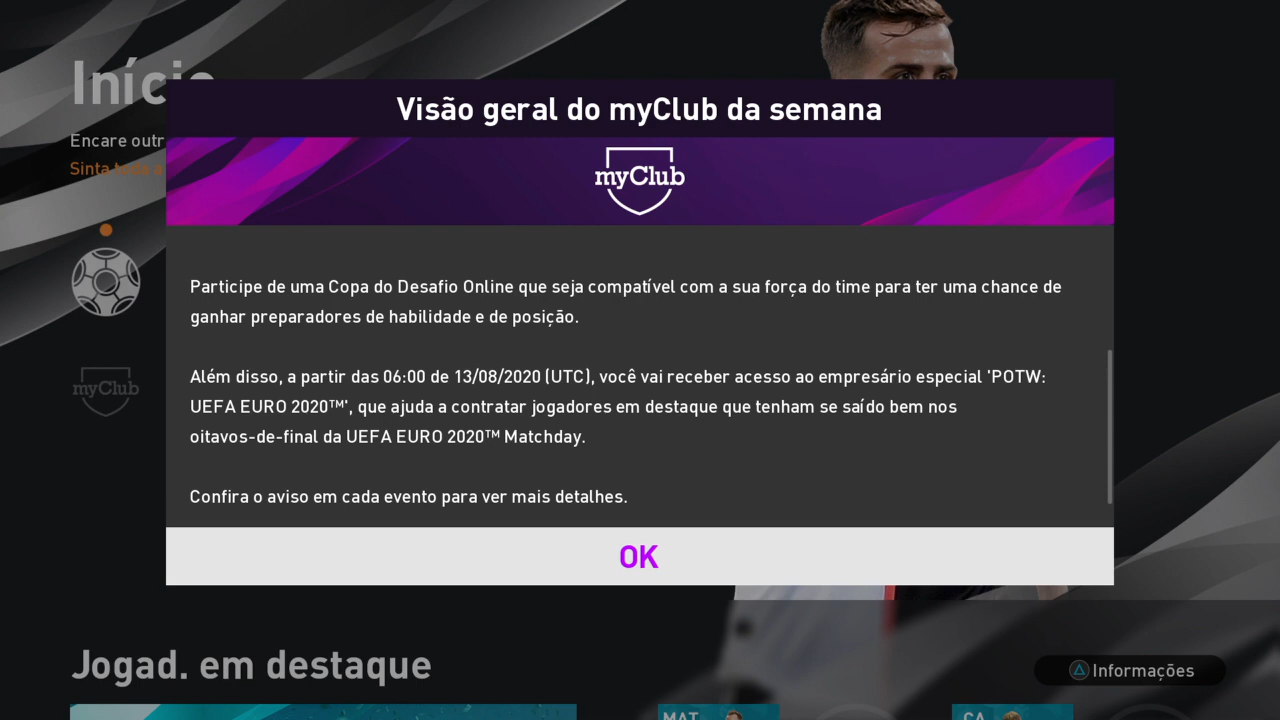 Início
Encare outr
Sinta toda a
Visão geral do myClub da semana
myClub
Participe de uma Copa do Desafio Online que seja compatível com a sua força do time para ter uma chance de
ganhar preparadores de habilidade e de posição.
Além disso, a partir das 06:00 de 13/08/2020 (UTC), você vai receber acesso ao empresário especial 'POTW:
UEFA EURO 2020™', que ajuda a contratar jogadores em destaque que tenham se saído bem nos
oitavos-de-final da UEFA EURO 2020™ Matchday.
Confira o aviso em cada evento para ver mais detalhes.
OK
myClub
Jogad. em destaque
Informações
MAT
CA